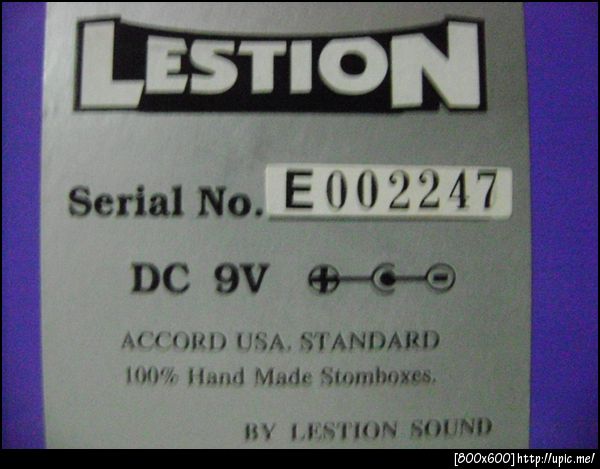 LESTION
Serial No. E002247
DC 9V
ACCORD USA. STANDARD
100% Hand Made Stomboxes.
BY LESTION SOUND
[800x600]http://upic.me/